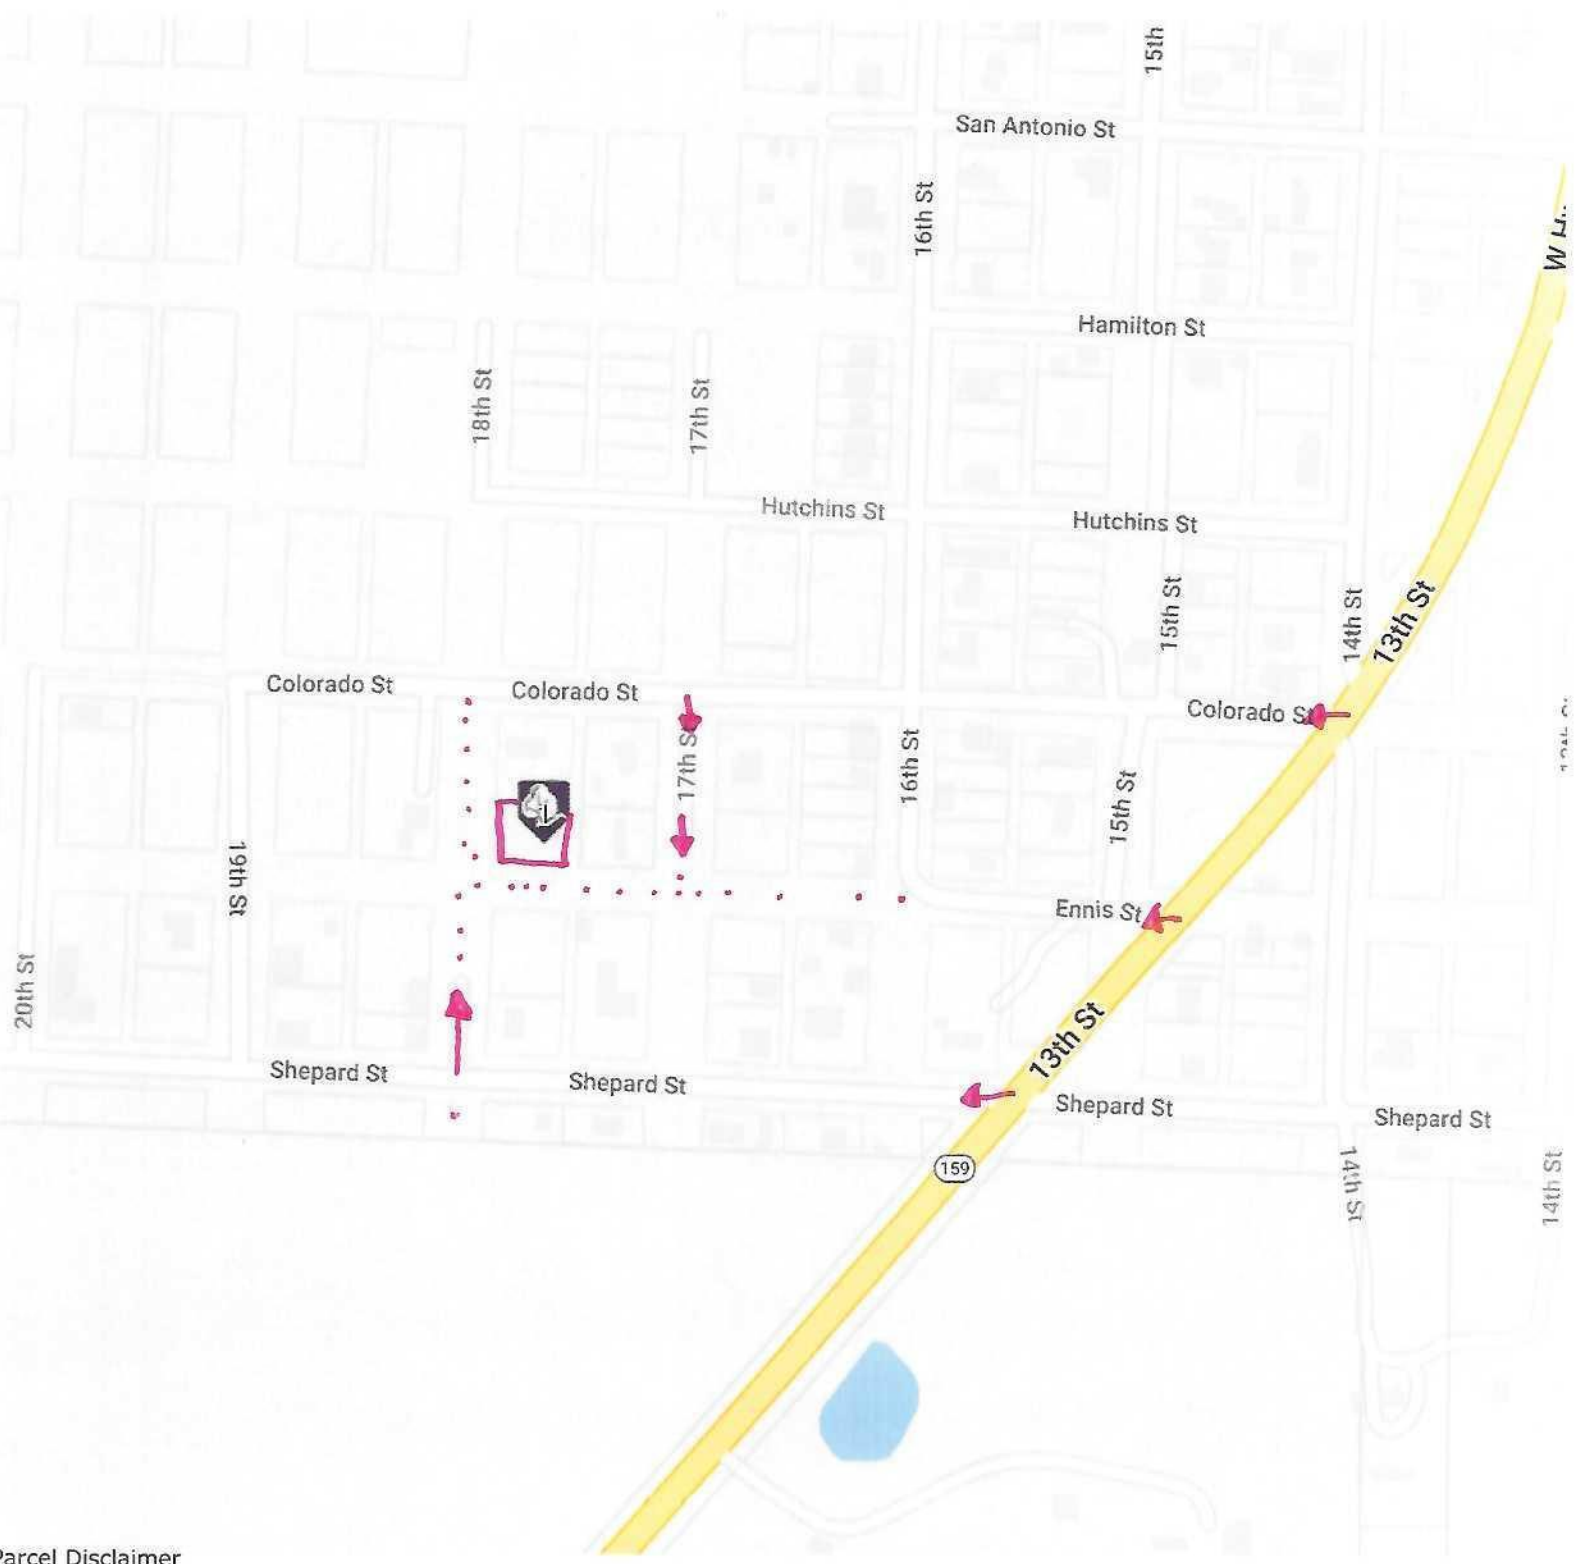 15th
San Antonio St
16th St
W H
Hamilton St
18th St
17th St
Hutchins St
Hutchins St
15th St
14th St
13th St
Colorado St
Colorado St
Colorado St
17th St
16th St
15th St
19th St
Ennis St
20th St
13th St
Shepard St
Shepard St
Shepard St
Shepard St
159
14th St
14th St
Parcel Disclaimer